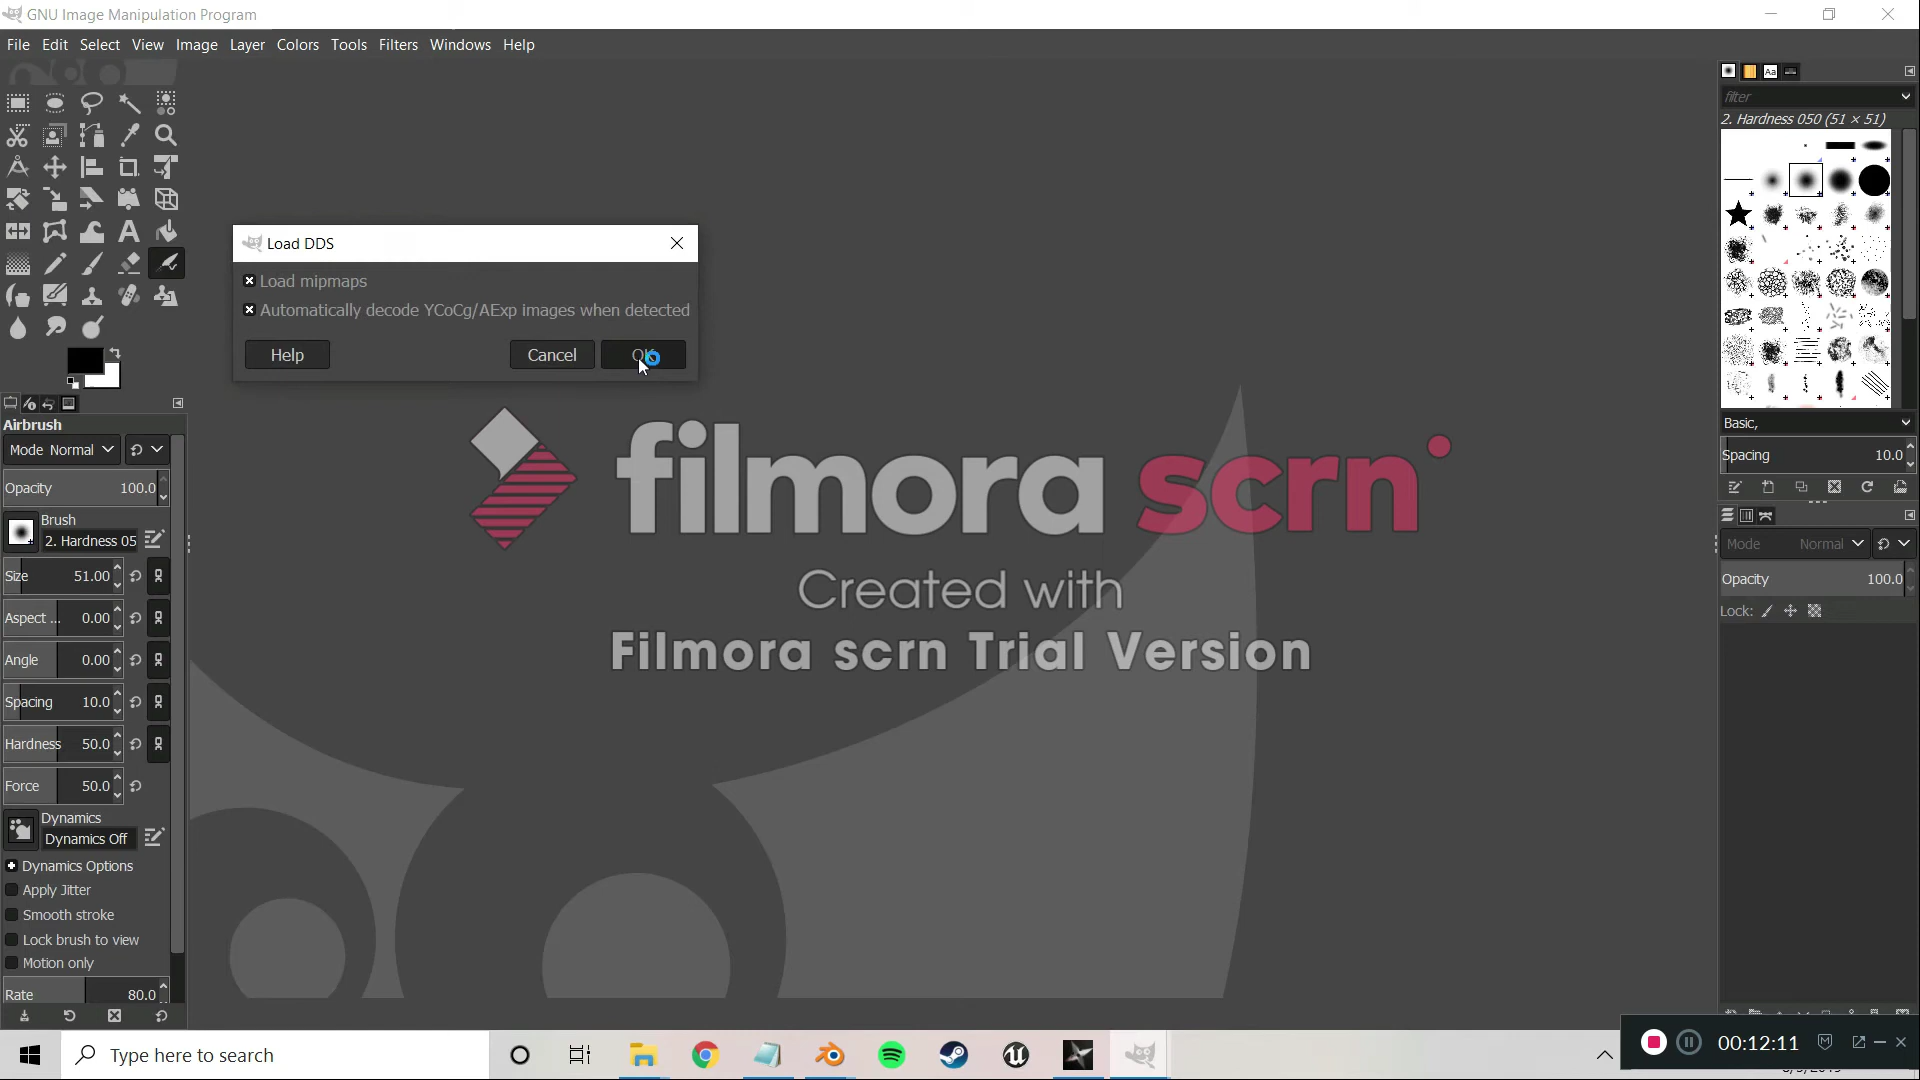 GNU Image Manipulation Program
File Edit Select View Image Layer Colors Tools Filters Windows Help
filter
2. Hardness 050 (51 × 51)
Load DDS
Load mipmaps
Automatically decode YCoCg/AExp images when detected
Help Cancel OK
filmora scrn
Created with
Filmora scrn Trial Version
Airbrush
Mode Normal
Opacity 100.0
Brush
2. Hardness 05
Size 51.00
Aspect ... 0.00
Angle 0.00
Spacing 10.0
Hardness 50.0
Force 50.0
Dynamics
Dynamics Off
Dynamics Options
Apply Jitter
Smooth stroke
Lock brush to view
Motion only
Rate 80.0
Basic,
Spacing 10.0
Mode Normal
Opacity 100.0
Lock:
Type here to search
00:12:11